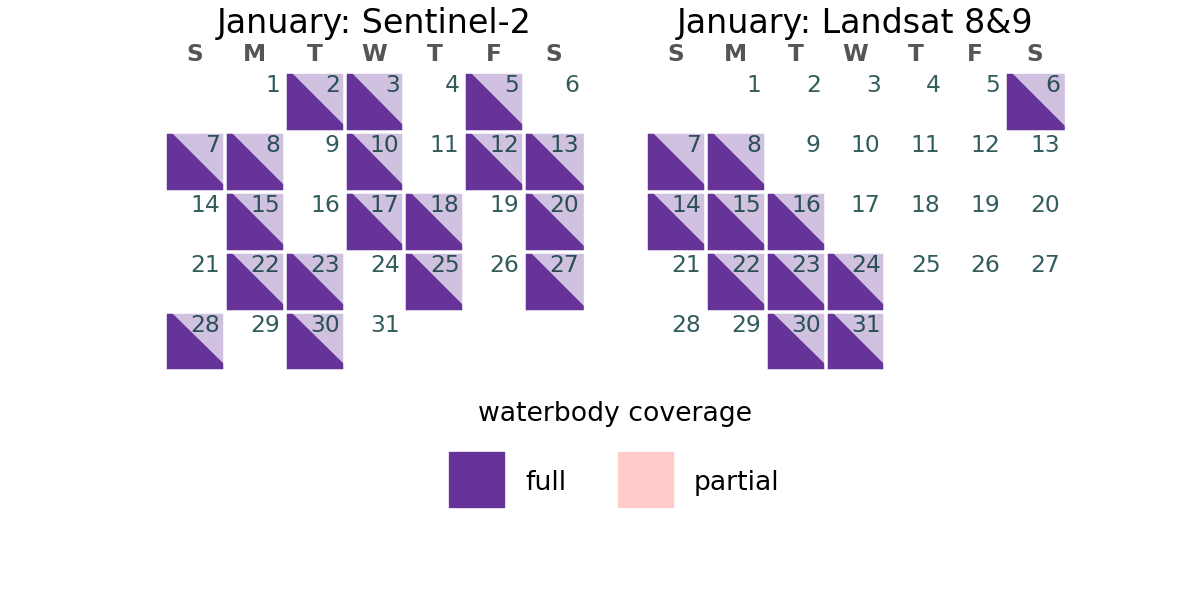 January: Sentinel-2
S M T W T F S
1 2 3 4 5 6
7 8 9 10 11 12 13
14 15 16 17 18 19 20
21 22 23 24 25 26 27
28 29 30 31
January: Landsat 8&9
S M T W T F S
1 2 3 4 5 6
7 8 9 10 11 12 13
14 15 16 17 18 19 20
21 22 23 24 25 26 27
28 29 30 31
waterbody coverage
full partial